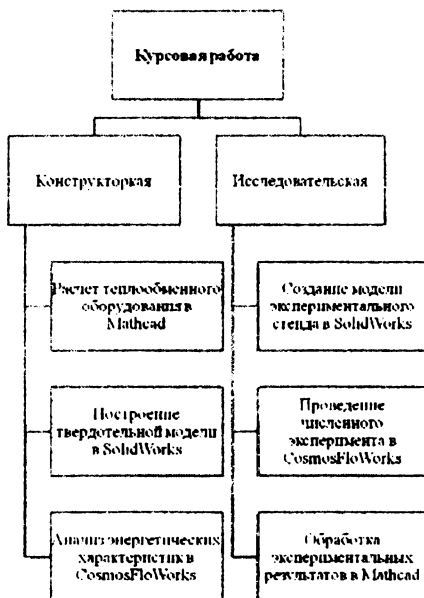 Курсовая работа
Конструкторкая
Исследовательская
Расчет теплообменного
оборудования в
Mathcad
Создание модели
экспериментального
стенда в SolidWorks
Построение
твердотельной модели
в SolidWorks
Проведение
численного
эксперимента в
CosmosFloWorks
Анализ энергетических
характеристик в
CosmosFloWorks
Обработка
экспериментальных
результатов в Mathcad